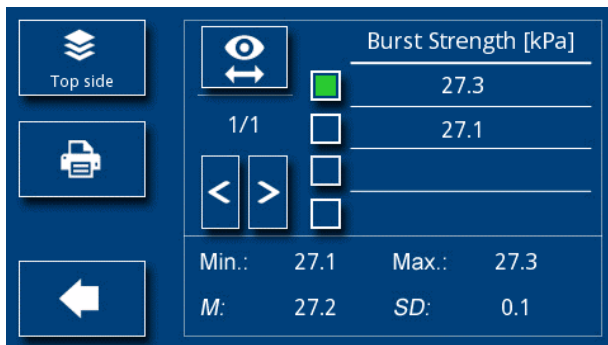 Top side
Burst Strength [kPa]
27.3
1/1
27.1
< >
Min.: 27.1 Max.: 27.3
M: 27.2 SD: 0.1